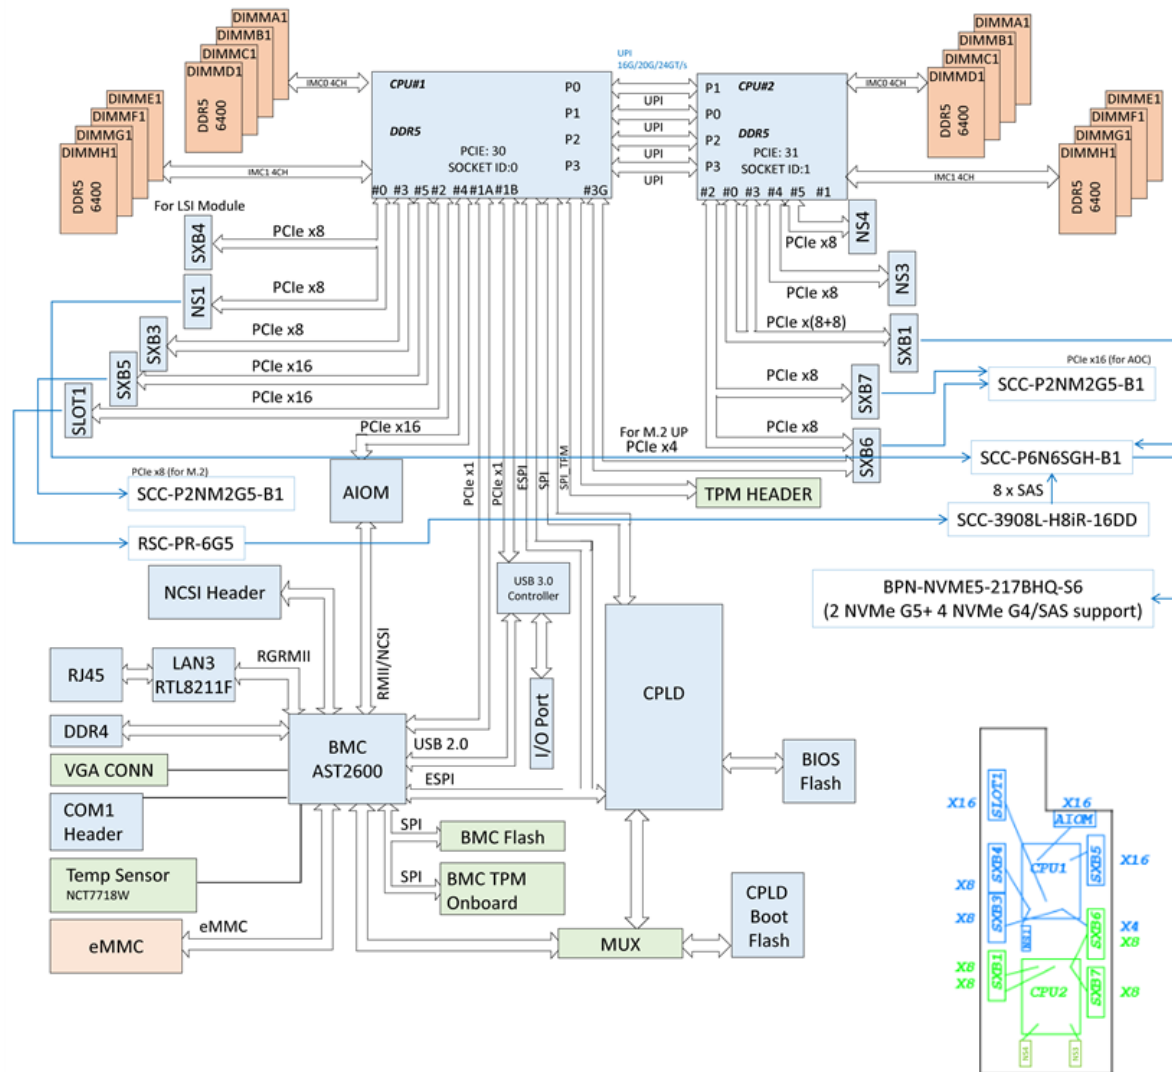 DIMMA1
DIMMB1
DIMMC1
DIMMD1
DDR5
6400
DIMME1
DIMMF1
DIMMG1
DIMMH1
DDR5
6400
IMC0 4CH
IMC1 4CH
CPU#1
DDR5
PCIE: 30
SOCKET ID:0
P0
P1
P2
P3
#0 #3 #5 #2 #4 #1A #1B #3G
UPI
16G/20G/24GT/s
UPI
UPI
UPI
UPI
CPU#2
DDR5
PCIE: 31
SOCKET ID:1
P1
P0
P2
P3
#2 #0 #3 #4 #5 #1
IMC0 4CH
IMC1 4CH
DIMMA1
DIMMB1
DIMMC1
DIMMD1
DDR5
6400
DIMME1
DIMMF1
DIMMG1
DIMMH1
DDR5
6400
For LSI Module
SXB4
PCIe x8
NS1
PCIe x8
SXB3
PCIe x8
SXB5
PCIe x16
SLOT1
PCIe x16
PCIe x16
AIOM
PCIe x8 (for M.2)
SCC-P2NM2G5-B1
RSC-PR-6G5
NS4
PCIe x8
NS3
PCIe x8
PCIe x(8+8)
SXB1
PCIe x8
SXB7
PCIe x8
SXB6
For M.2 UP
PCIe x4
PCIe x16 (for AOC)
SCC-P2NM2G5-B1
SCC-P6N6SGH-B1
8 x SAS
SCC-3908L-H8iR-16DD
BPN-NVME5-217BHQ-S6
(2 NVMe G5+ 4 NVMe G4/SAS support)
PCIe x1
PCIe x1
ESPI
SPI
SPI_TPM
TPM HEADER
NCSI Header
USB 3.0
Controller
RMII/NCSI
RJ45
LAN3
RTL8211F
RGRMII
I/O Port
CPLD
DDR4
BMC
AST2600
USB 2.0
ESPI
VGA CONN
COM1
Header
Temp Sensor
NCT7718W
eMMC
eMMC
SPI
BMC Flash
SPI
BMC TPM
Onboard
BIOS
Flash
CPLD
Boot
Flash
MUX
X16
SLOT1
X16
AIOM
SXB4
CPU1
SXB5
X16
X8
X8
SXB3
NS1
SXB6
X4
X8
X8
X8
SXB1
CPU2
SXB7
X8
NS4
NS3